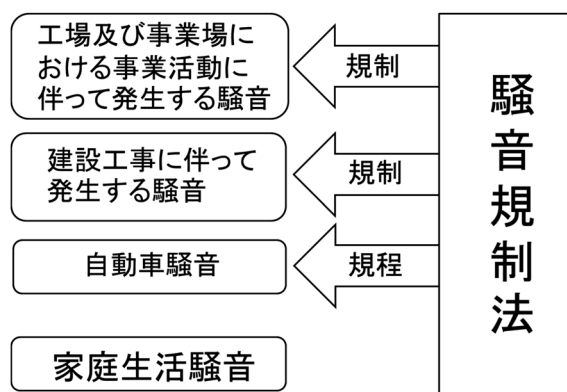 工場及び事業場に
おける事業活動に
伴って発生する騒音
規制
建設工事に伴って
発生する騒音
規制
自動車騒音
規程
家庭生活騒音
騒音規制法